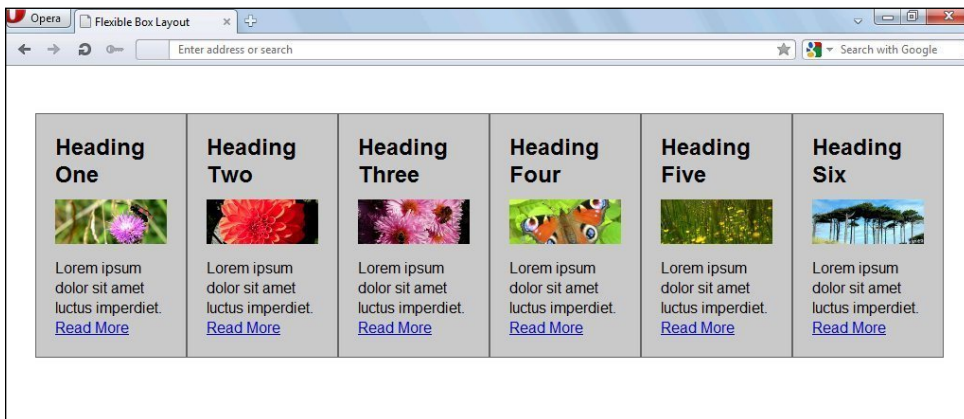 Opera
Flexible Box Layout
Enter address or search
Search with Google
Heading
One
Lorem ipsum
dolor sit amet
luctus imperdiet.
Read More
Heading
Two
Lorem ipsum
dolor sit amet
luctus imperdiet.
Read More
Heading
Three
Lorem ipsum
dolor sit amet
luctus imperdiet.
Read More
Heading
Four
Lorem ipsum
dolor sit amet
luctus imperdiet.
Read More
Heading
Five
Lorem ipsum
dolor sit amet
luctus imperdiet.
Read More
Heading
Six
Lorem ipsum
dolor sit amet
luctus imperdiet.
Read More